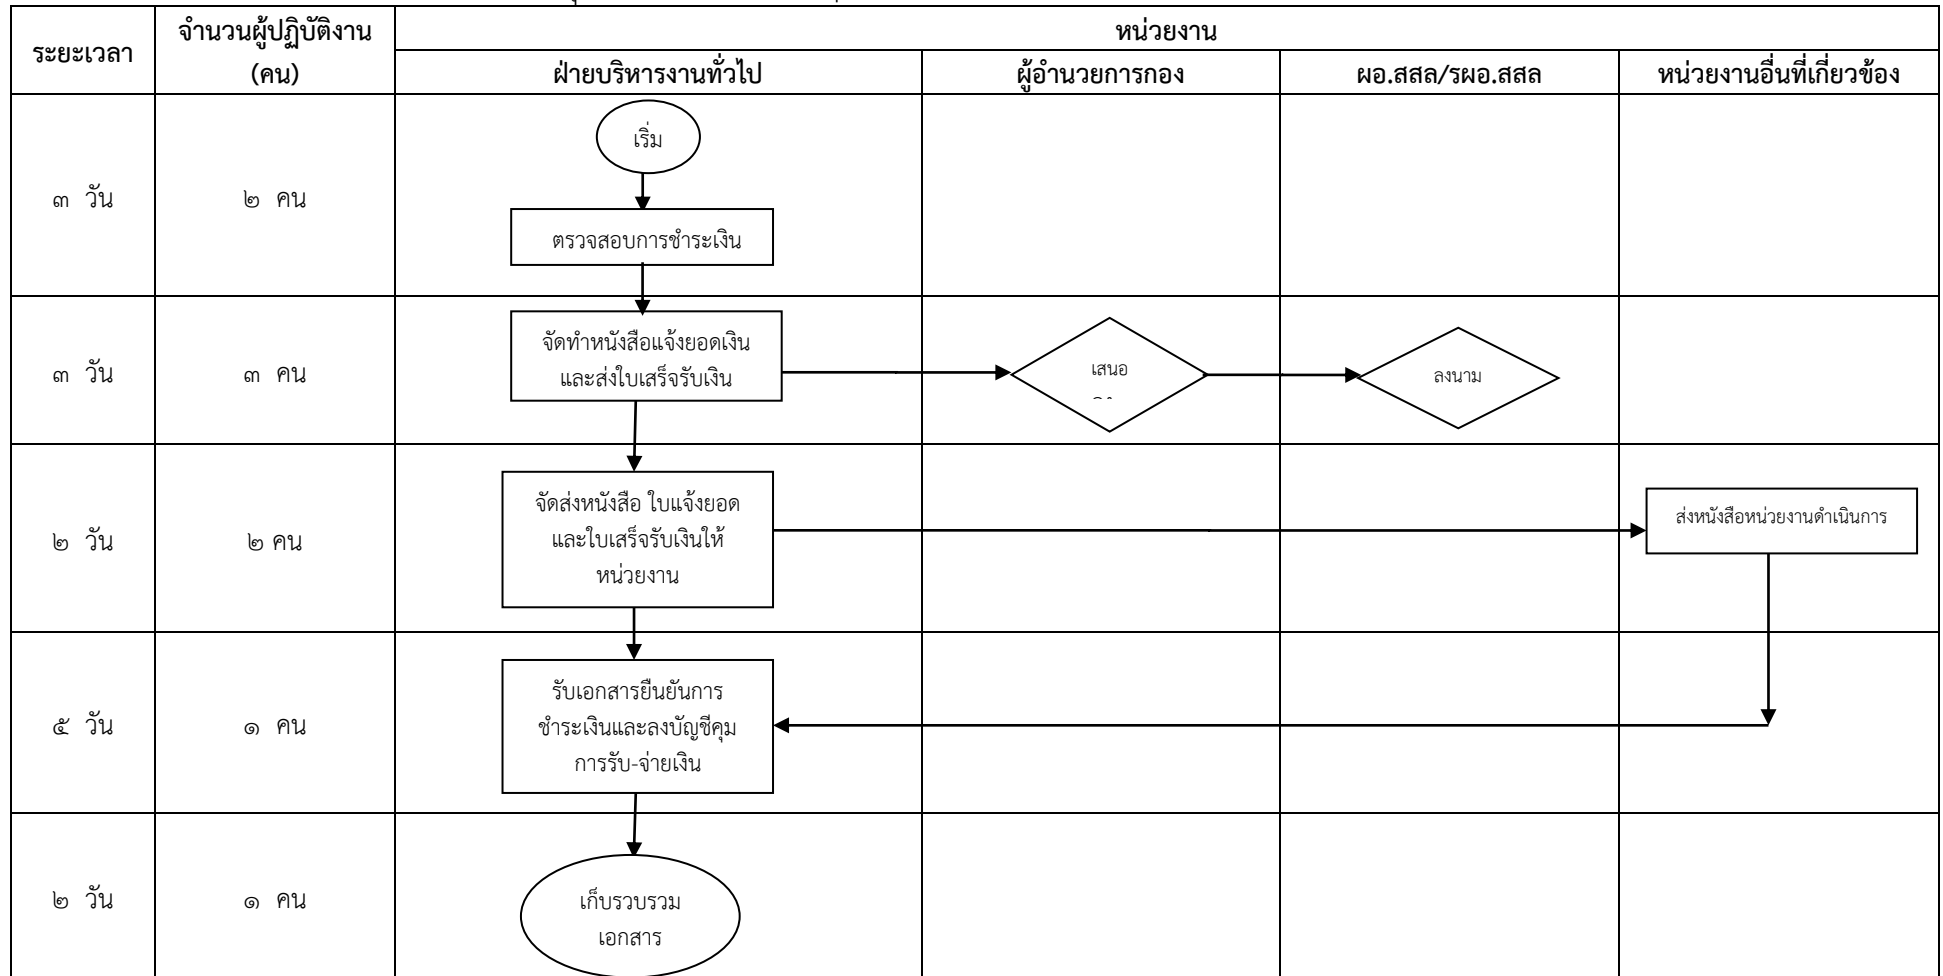 ระยะเวลา
จำนวนผู้ปฏิบัติงาน
(คน)
หน่วยงาน
ฝ่ายบริหารงานทั่วไป
ผู้อำนวยการกอง
ผอ.สสล/รผอ.สสล
หน่วยงานอื่นที่เกี่ยวข้อง
๓ วัน
๒ คน
เริ่ม
ตรวจสอบการชำระเงิน
๓ วัน
๓ คน
จัดทำหนังสือแจ้งยอดเงิน
และส่งใบเสร็จรับเงิน
เสนอ
ลงนาม
๒ วัน
๒ คน
จัดส่งหนังสือ ใบแจ้งยอด
และใบเสร็จรับเงินให้
หน่วยงาน
ส่งหนังสือหน่วยงานดำเนินการ
๕ วัน
๑ คน
รับเอกสารยืนยันการ
ชำระเงินและลงบัญชีคุม
การรับ-จ่ายเงิน
๒ วัน
๑ คน
เก็บรวบรวม
เอกสาร